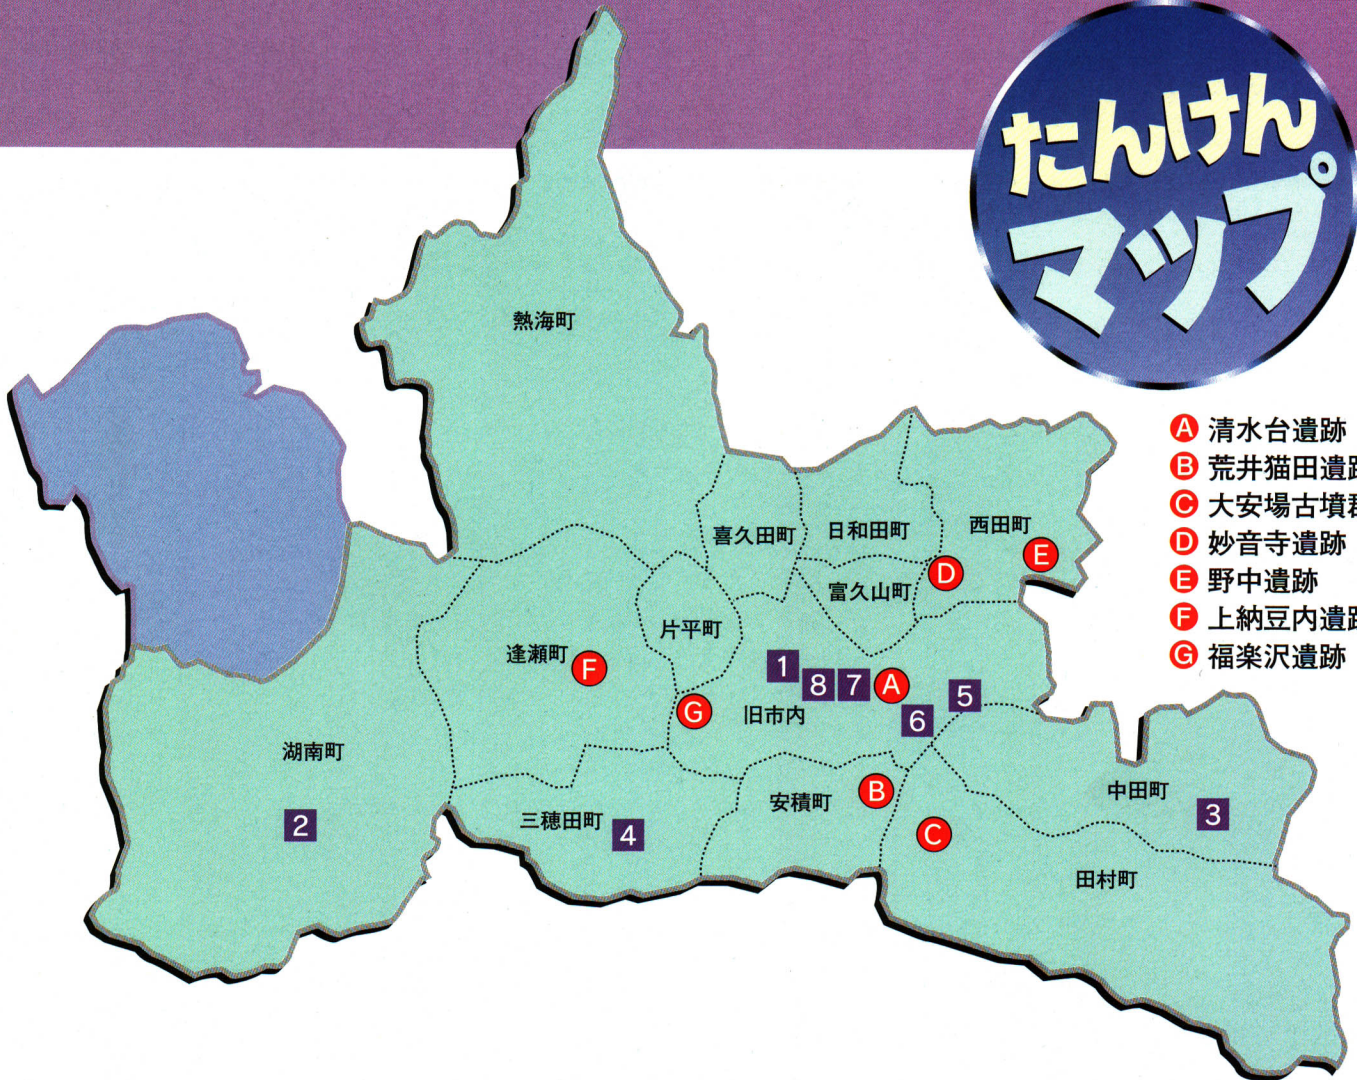 たんけん
マップ
熱海町
A 清水台遺跡
B 荒井猫田遺跡
C 大安場古墳群
D 妙音寺遺跡
E 野中遺跡
F 上納豆内遺跡
G 福楽沢遺跡
喜久田町
日和田町
西田町
E
D
富久山町
片平町
逢瀬町
F
1
8
7
A
5
G
旧市内
6
湖南町
2
三穂田町
4
安積町
B
C
中田町
3
田村町